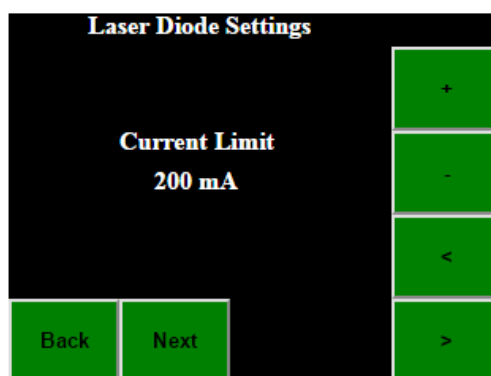 Laser Diode Settings
+
Current Limit
-
200 mA
<
Back Next >